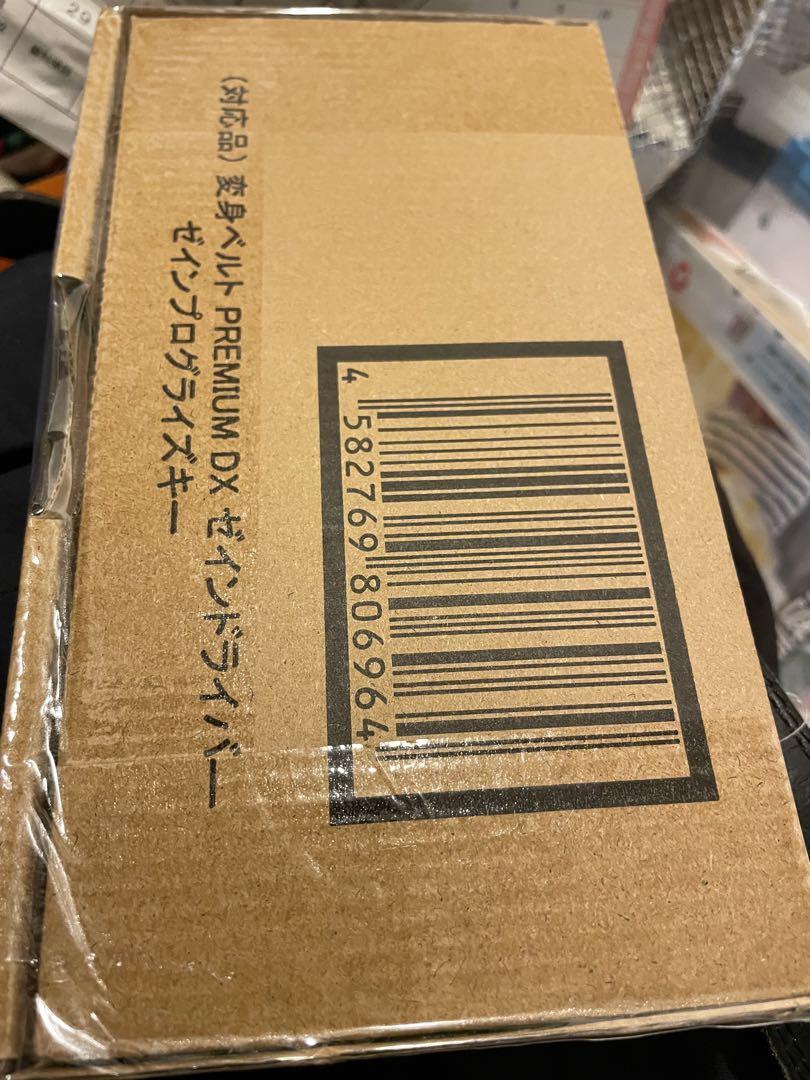 (対応品) 変身ベルト PREMIUM DX ゼインドライバー
ゼインプログライズキー
4 582769 806964
29